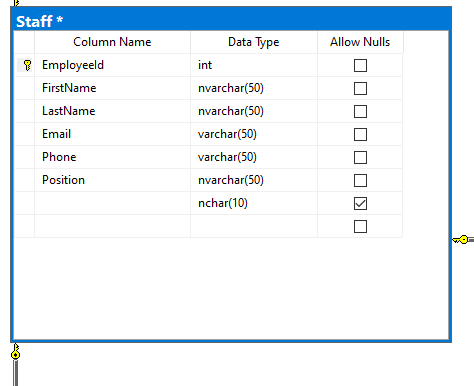 Staff *
Column Name Data Type Allow Nulls
EmployeeId int
FirstName nvarchar(50)
LastName nvarchar(50)
Email varchar(50)
Phone varchar(50)
Position nvarchar(50)
nchar(10)